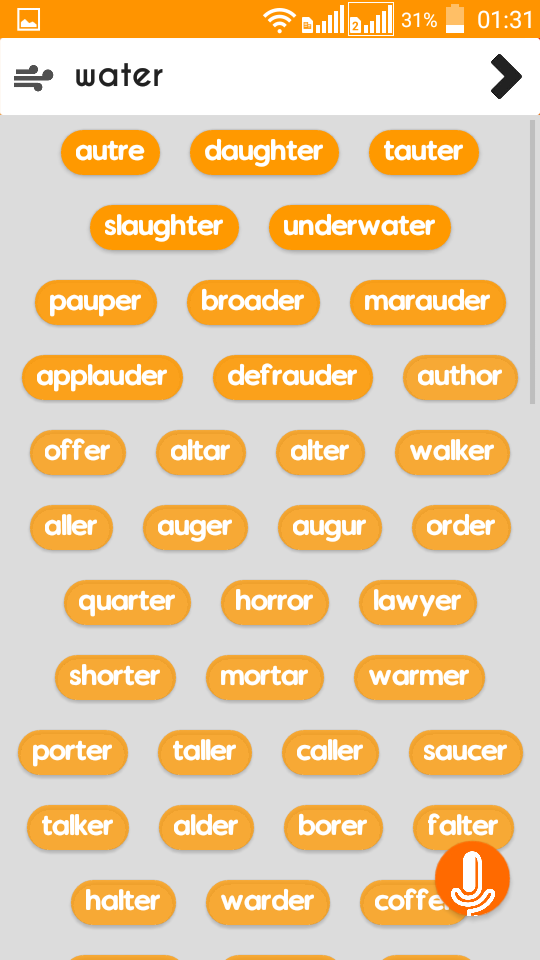 31% 01:31
water
autre daughter tauter
slaughter underwater
pauper broader marauder
applauder defrauder author
offer altar alter walker
aller auger augur order
quarter horror lawyer
shorter mortar warmer
porter taller caller saucer
talker alder borer falter
halter warder